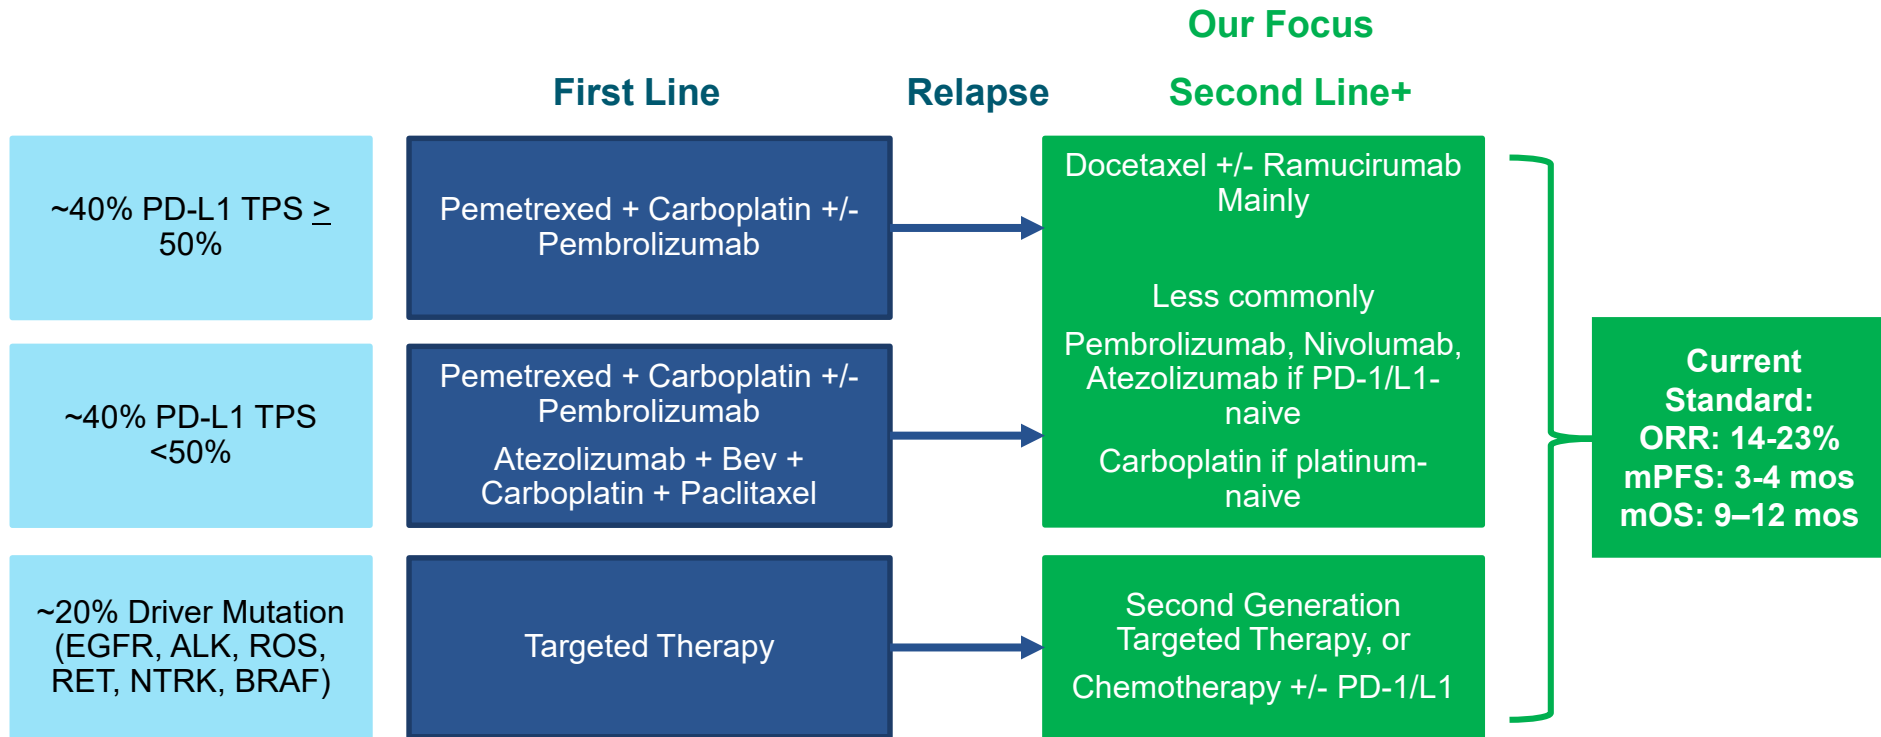 Our Focus
First Line
Relapse
Second Line+
~40% PD-L1 TPS ≥
50%
Pemetrexed + Carboplatin +/-
Pembrolizumab
Docetaxel +/- Ramucirumab
Mainly
Less commonly
Pembrolizumab, Nivolumab,
Atezolizumab if PD-1/L1-
naive
Carboplatin if platinum-
naive
~40% PD-L1 TPS
<50%
Pemetrexed + Carboplatin +/-
Pembrolizumab
Atezolizumab + Bev +
Carboplatin + Paclitaxel
~20% Driver Mutation
(EGFR, ALK, ROS,
RET, NTRK, BRAF)
Targeted Therapy
Second Generation
Targeted Therapy, or
Chemotherapy +/- PD-1/L1
Current
Standard:
ORR: 14-23%
mPFS: 3-4 mos
mOS: 9–12 mos